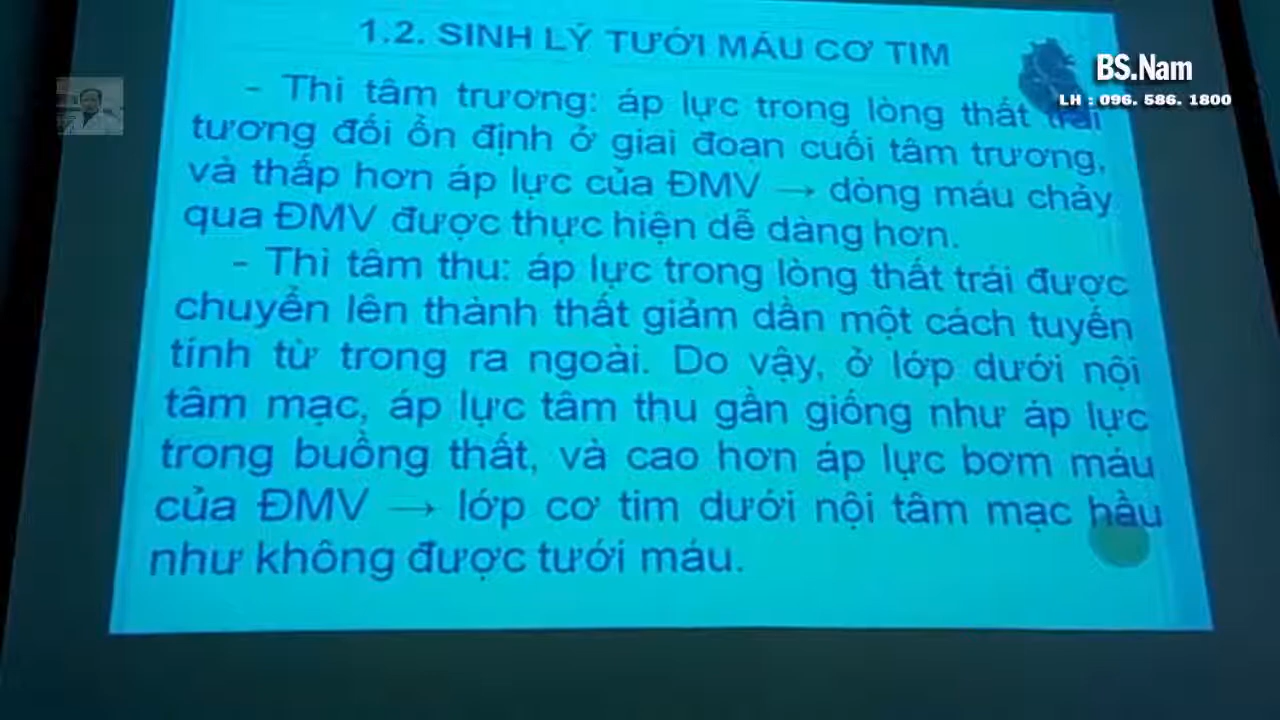 1.2. SINH LÝ TƯỚI MÁU CƠ TIM
BS.Nam
LH : 096. 586. 1800
- Thì tâm trương: áp lực trong lòng thất trái
tương đối ổn định ở giai đoạn cuối tâm trương,
và thấp hơn áp lực của ĐMV → dòng máu chảy
qua ĐMV được thực hiện dễ dàng hơn.
- Thì tâm thu: áp lực trong lòng thất trái được
chuyển lên thành thất giảm dần một cách tuyến
tính từ trong ra ngoài. Do vậy, ở lớp dưới nội
tâm mạc, áp lực tâm thu gần giống như áp lực
trong buồng thất, và cao hơn áp lực bơm máu
của ĐMV → lớp cơ tim dưới nội tâm mạc hầu
như không được tưới máu.